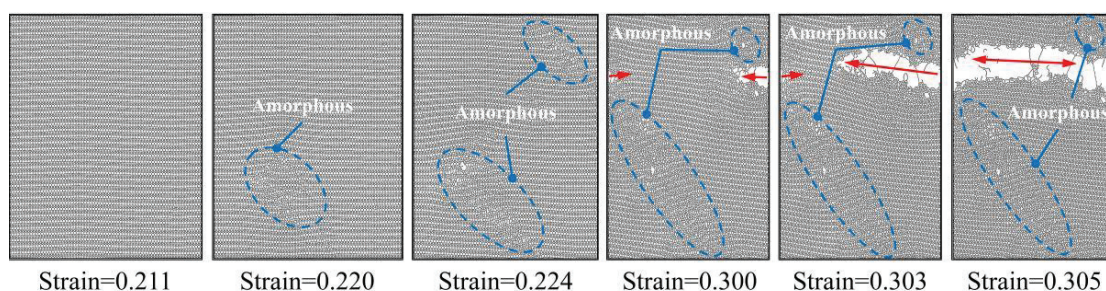 Amorphous
Amorphous
Amorphous
Amorphous
Amorphous
Strain=0.211
Strain=0.220
Strain=0.224
Strain=0.300
Strain=0.303
Strain=0.305